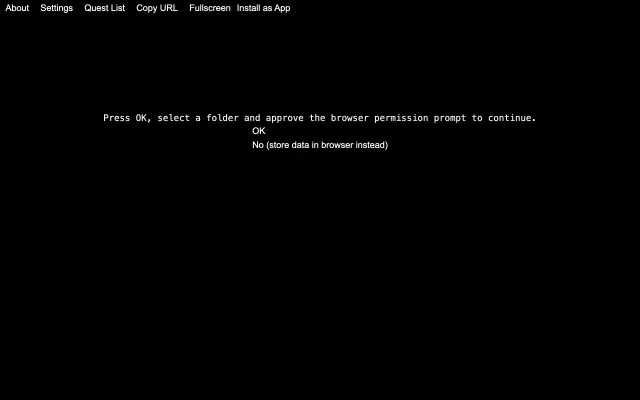 About Settings Quest List Copy URL Fullscreen Install as App
Press OK, select a folder and approve the browser permission prompt to continue.
OK
No (store data in browser instead)